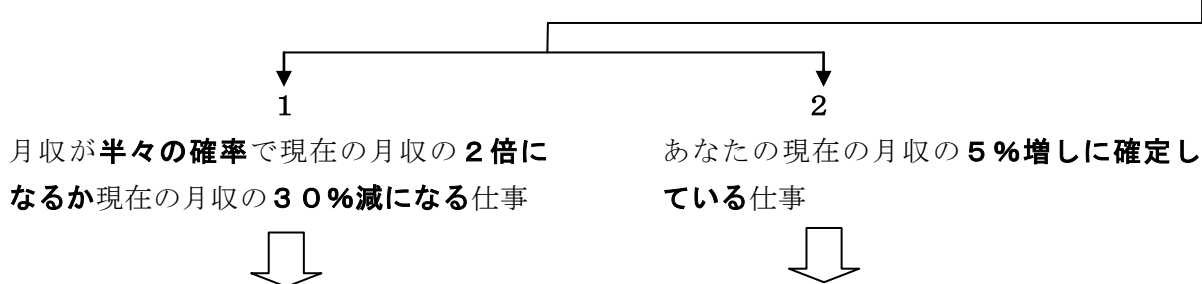 1
月収が半々の確率で現在の月収の２倍に
なるか現在の月収の３０％減になる仕事
2
あなたの現在の月収の５％増しに確定し
ている仕事